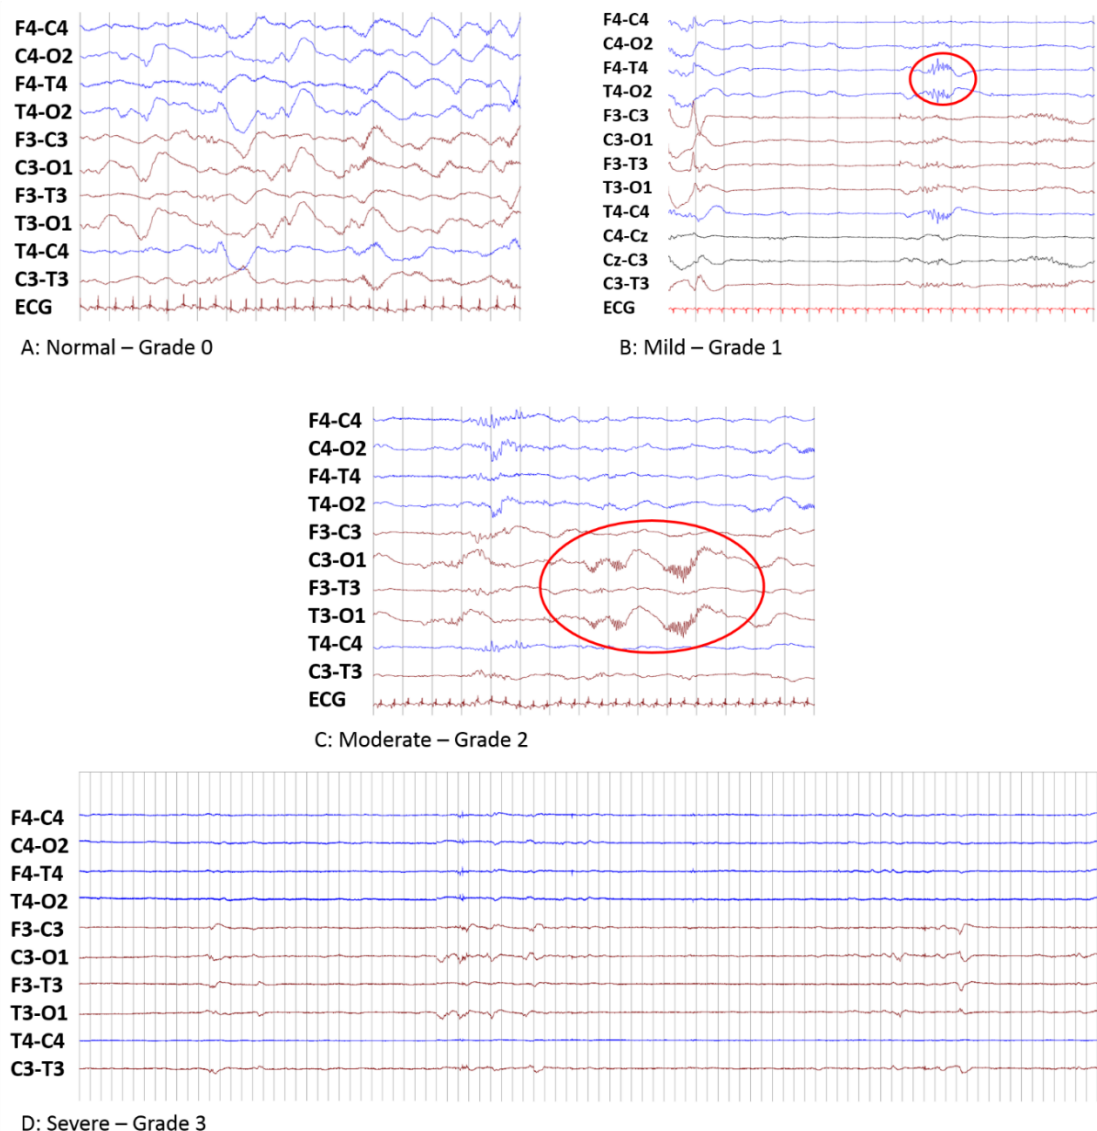 F4-C4
C4-O2
F4-T4
T4-O2
F3-C3
C3-O1
F3-T3
T3-O1
T4-C4
C3-T3
ECG
A: Normal – Grade 0
F4-C4
C4-O2
F4-T4
T4-O2
F3-C3
C3-O1
F3-T3
T3-O1
T4-C4
C4-Cz
Cz-C3
C3-T3
ECG
B: Mild – Grade 1
F4-C4
C4-O2
F4-T4
T4-O2
F3-C3
C3-O1
F3-T3
T3-O1
T4-C4
C3-T3
ECG
C: Moderate – Grade 2
F4-C4
C4-O2
F4-T4
T4-O2
F3-C3
C3-O1
F3-T3
T3-O1
T4-C4
C3-T3
D: Severe – Grade 3